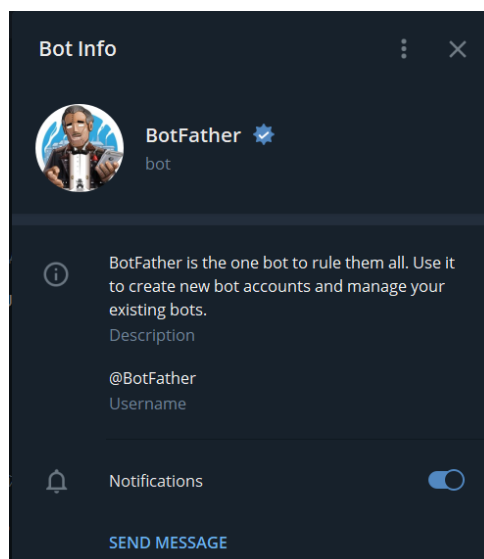 Bot Info
BotFather
bot
BotFather is the one bot to rule them all. Use it
to create new bot accounts and manage your
existing bots.
Description
@BotFather
Username
Notifications
SEND MESSAGE